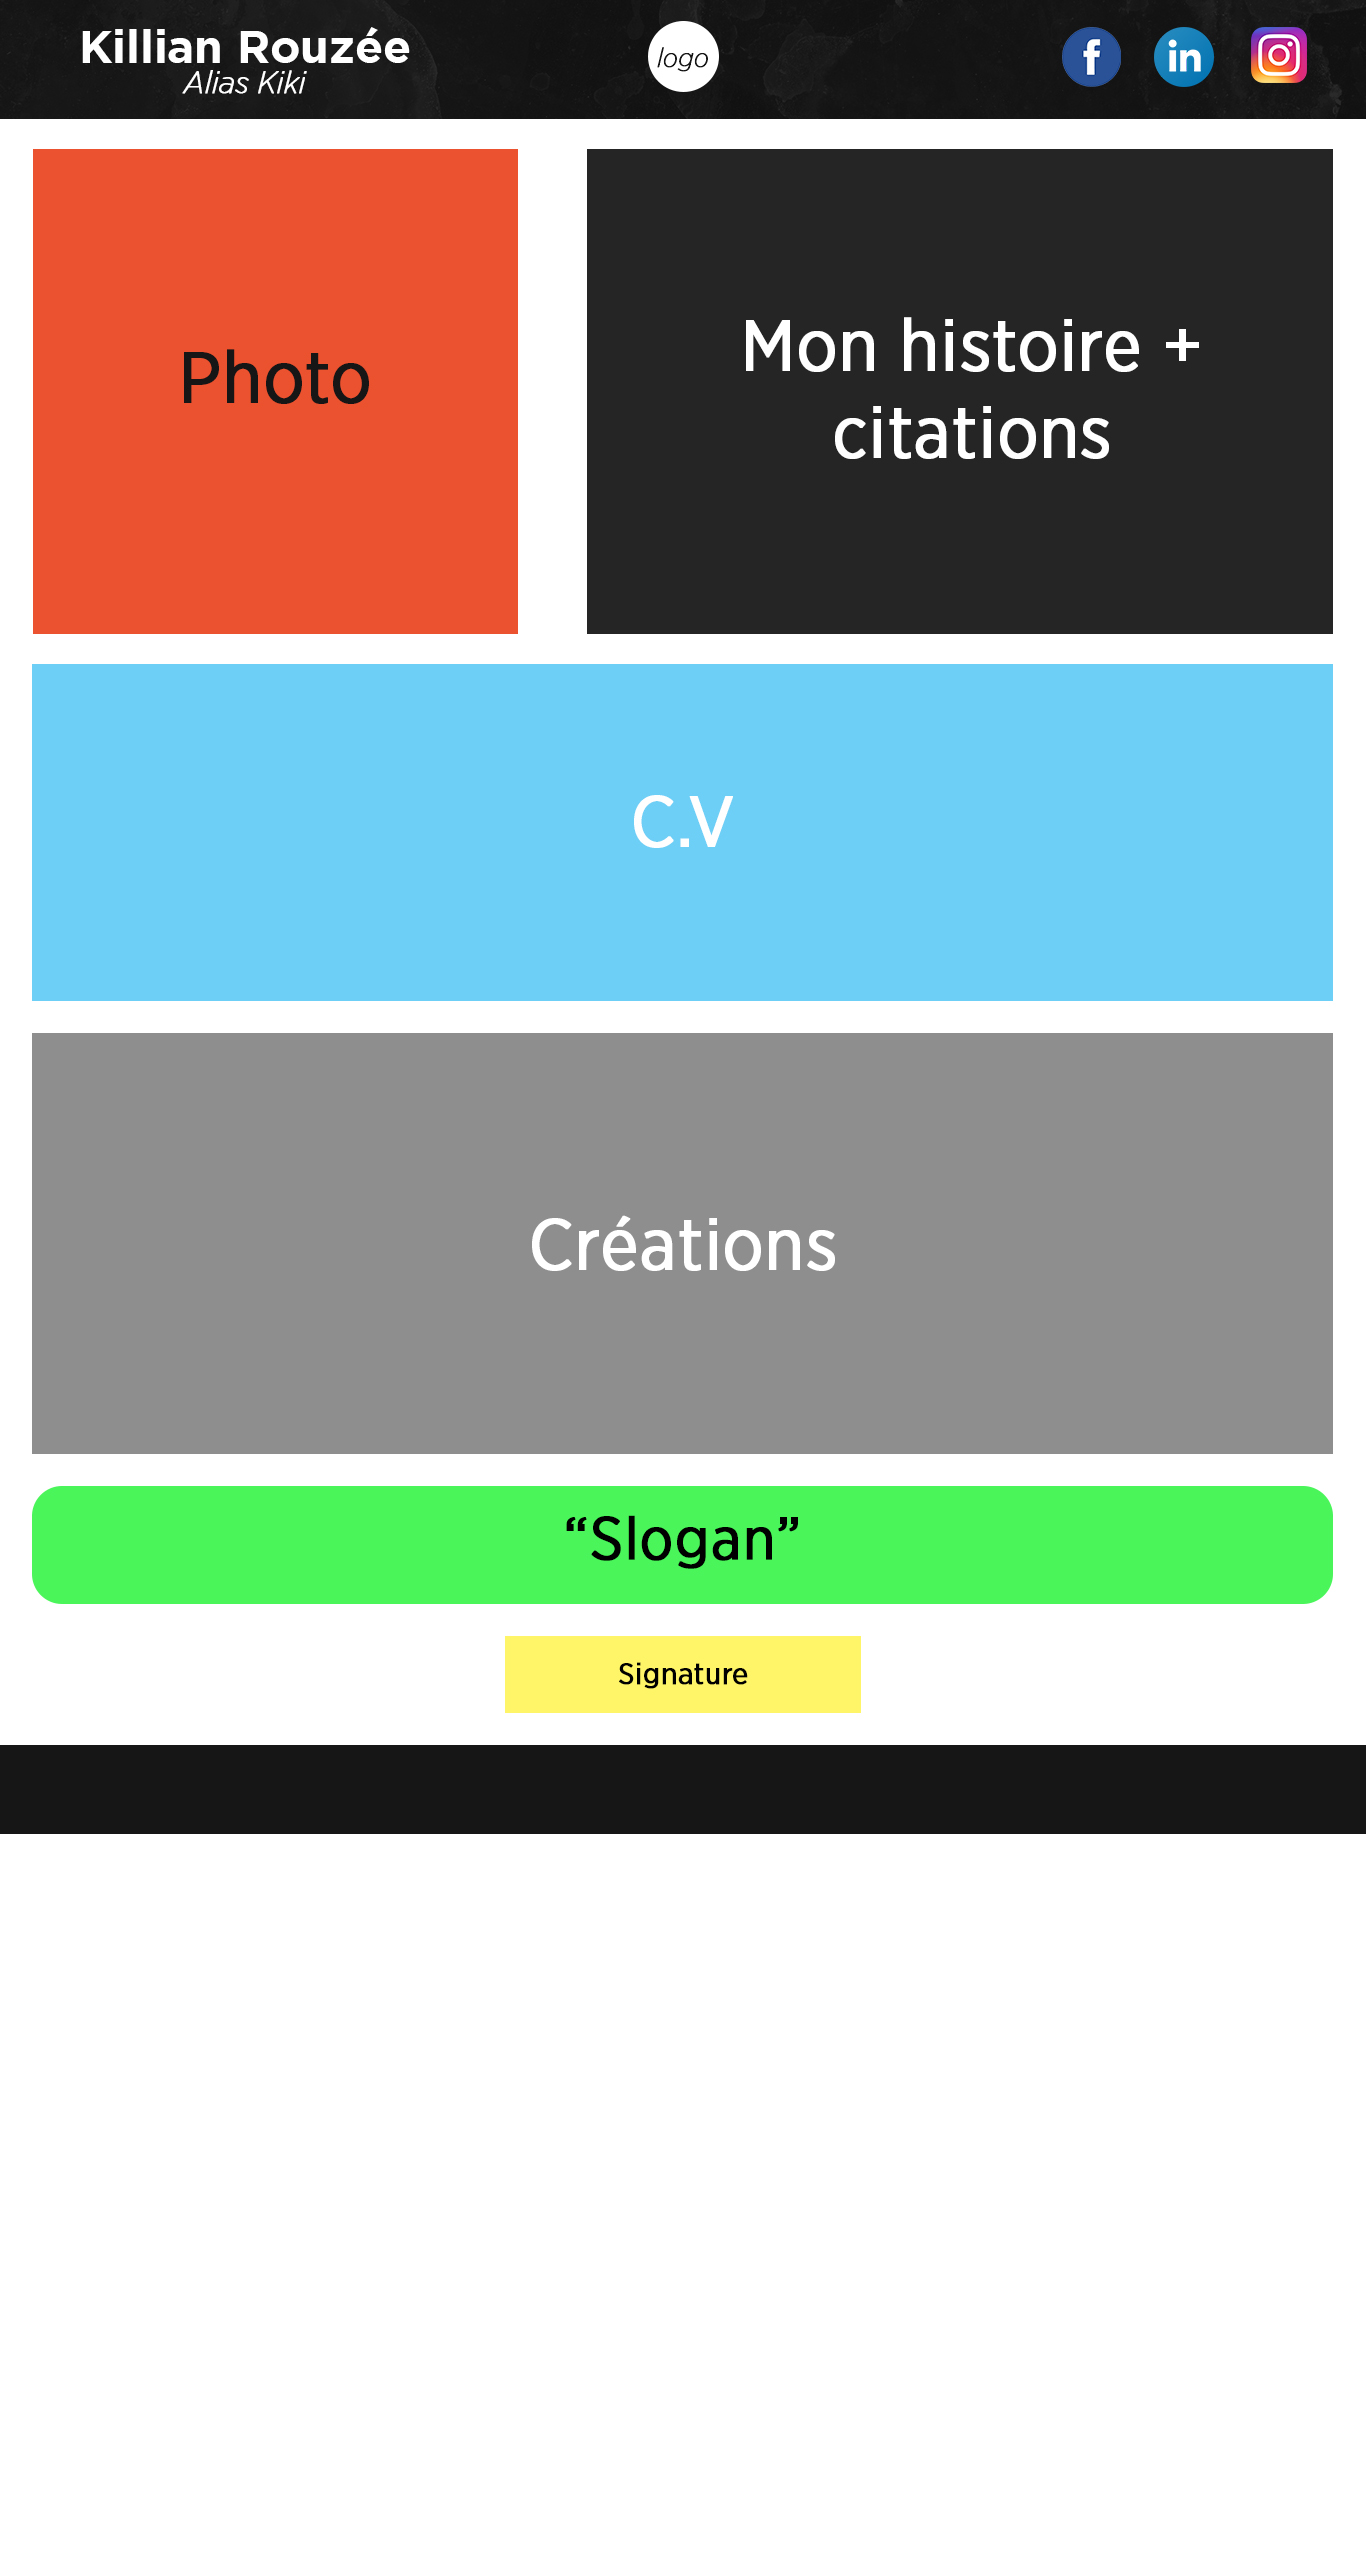 Killian Rouzée
Alias Kiki
logo
f
in
Photo
Mon histoire +
citations
C.V
Créations
“Slogan”
Signature